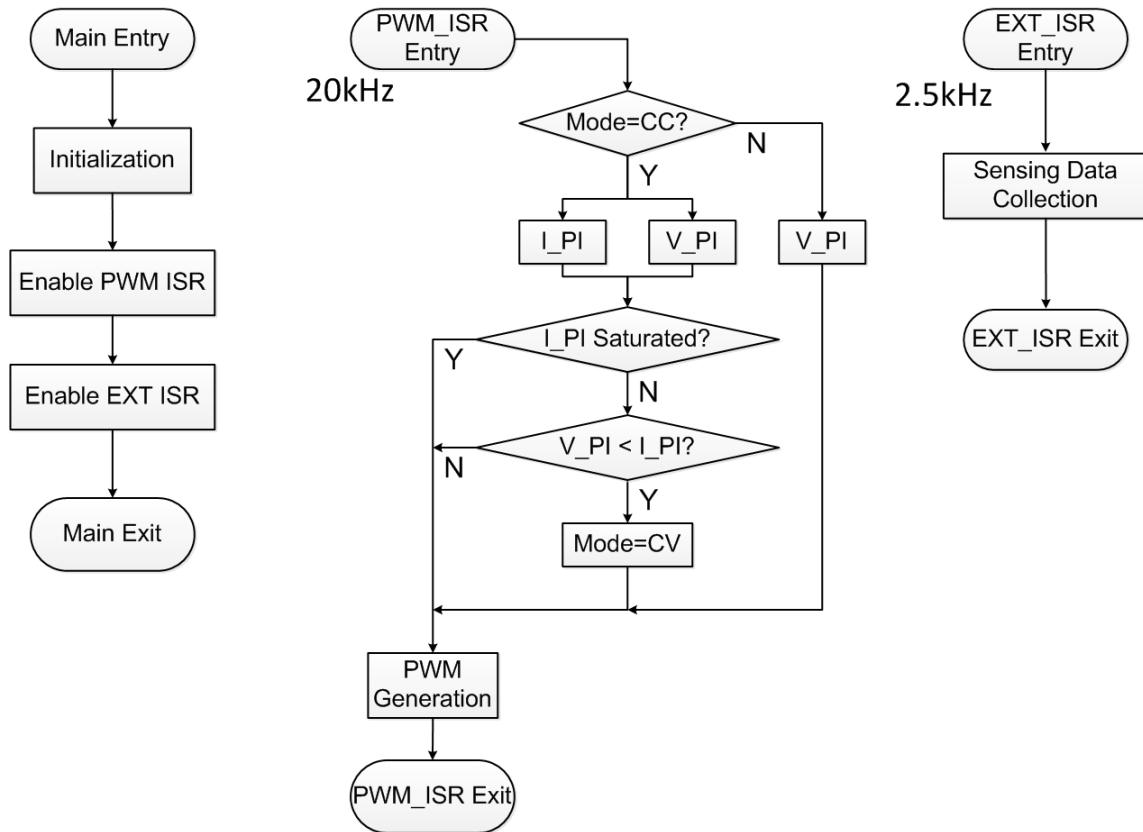 Main Entry
Initialization
Enable PWM ISR
Enable EXT ISR
Main Exit
PWM_ISR
Entry
20kHz
Mode=CC?
N
Y
I_PI
V_PI
V_PI
I_PI Saturated?
Y
N
V_PI < I_PI?
N
Y
Mode=CV
PWM
Generation
PWM_ISR Exit
EXT_ISR
Entry
2.5kHz
Sensing Data
Collection
EXT_ISR Exit